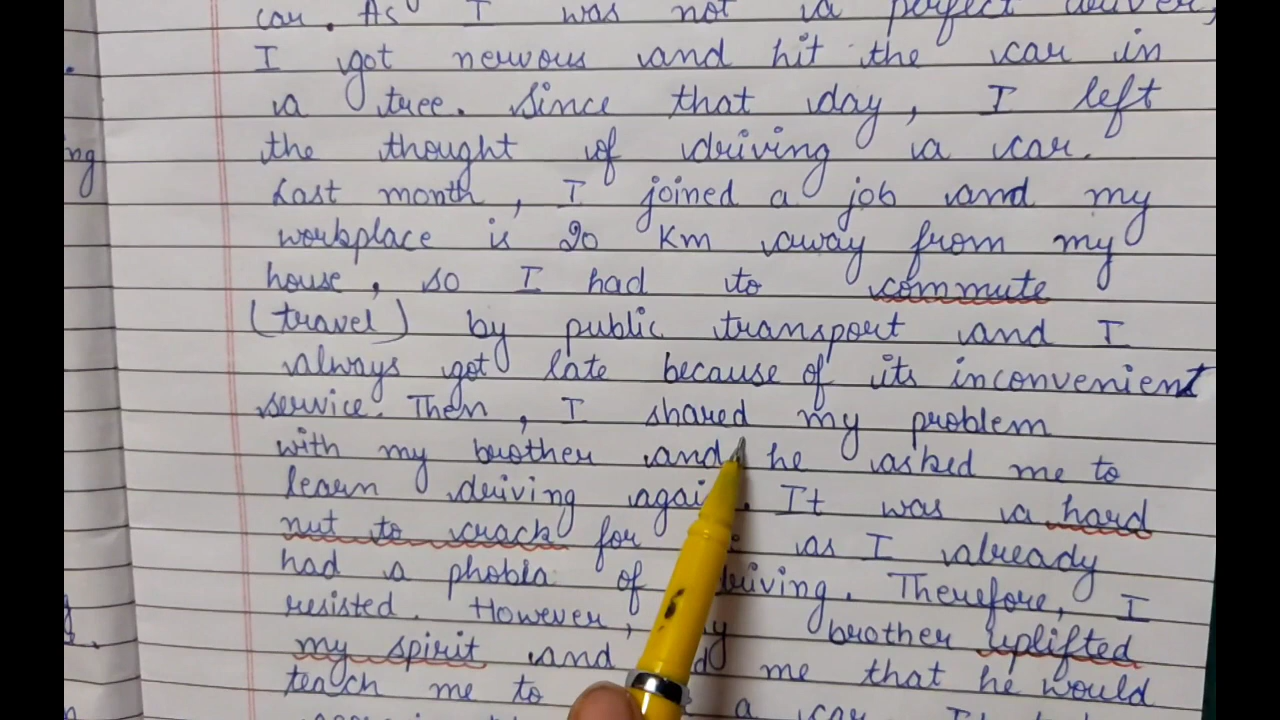 car. As I was not a perfect driver,
I got nervous and hit the car in
a tree. Since that day, I left
the thought of driving a car.
Last month, I joined a job and my
workplace is 20 Km away from my
house, so I had to commute
(travel) by public transport and I
always got late because of its inconvenient
service. Then, I shared my problem
with my brother and he asked me to
learn driving again. It was a hard
nut to crack for as I already
had a phobia of driving. Therefore, I
resisted. However, my brother uplifted
my spirit and me that he would
teach me to a car.
ng